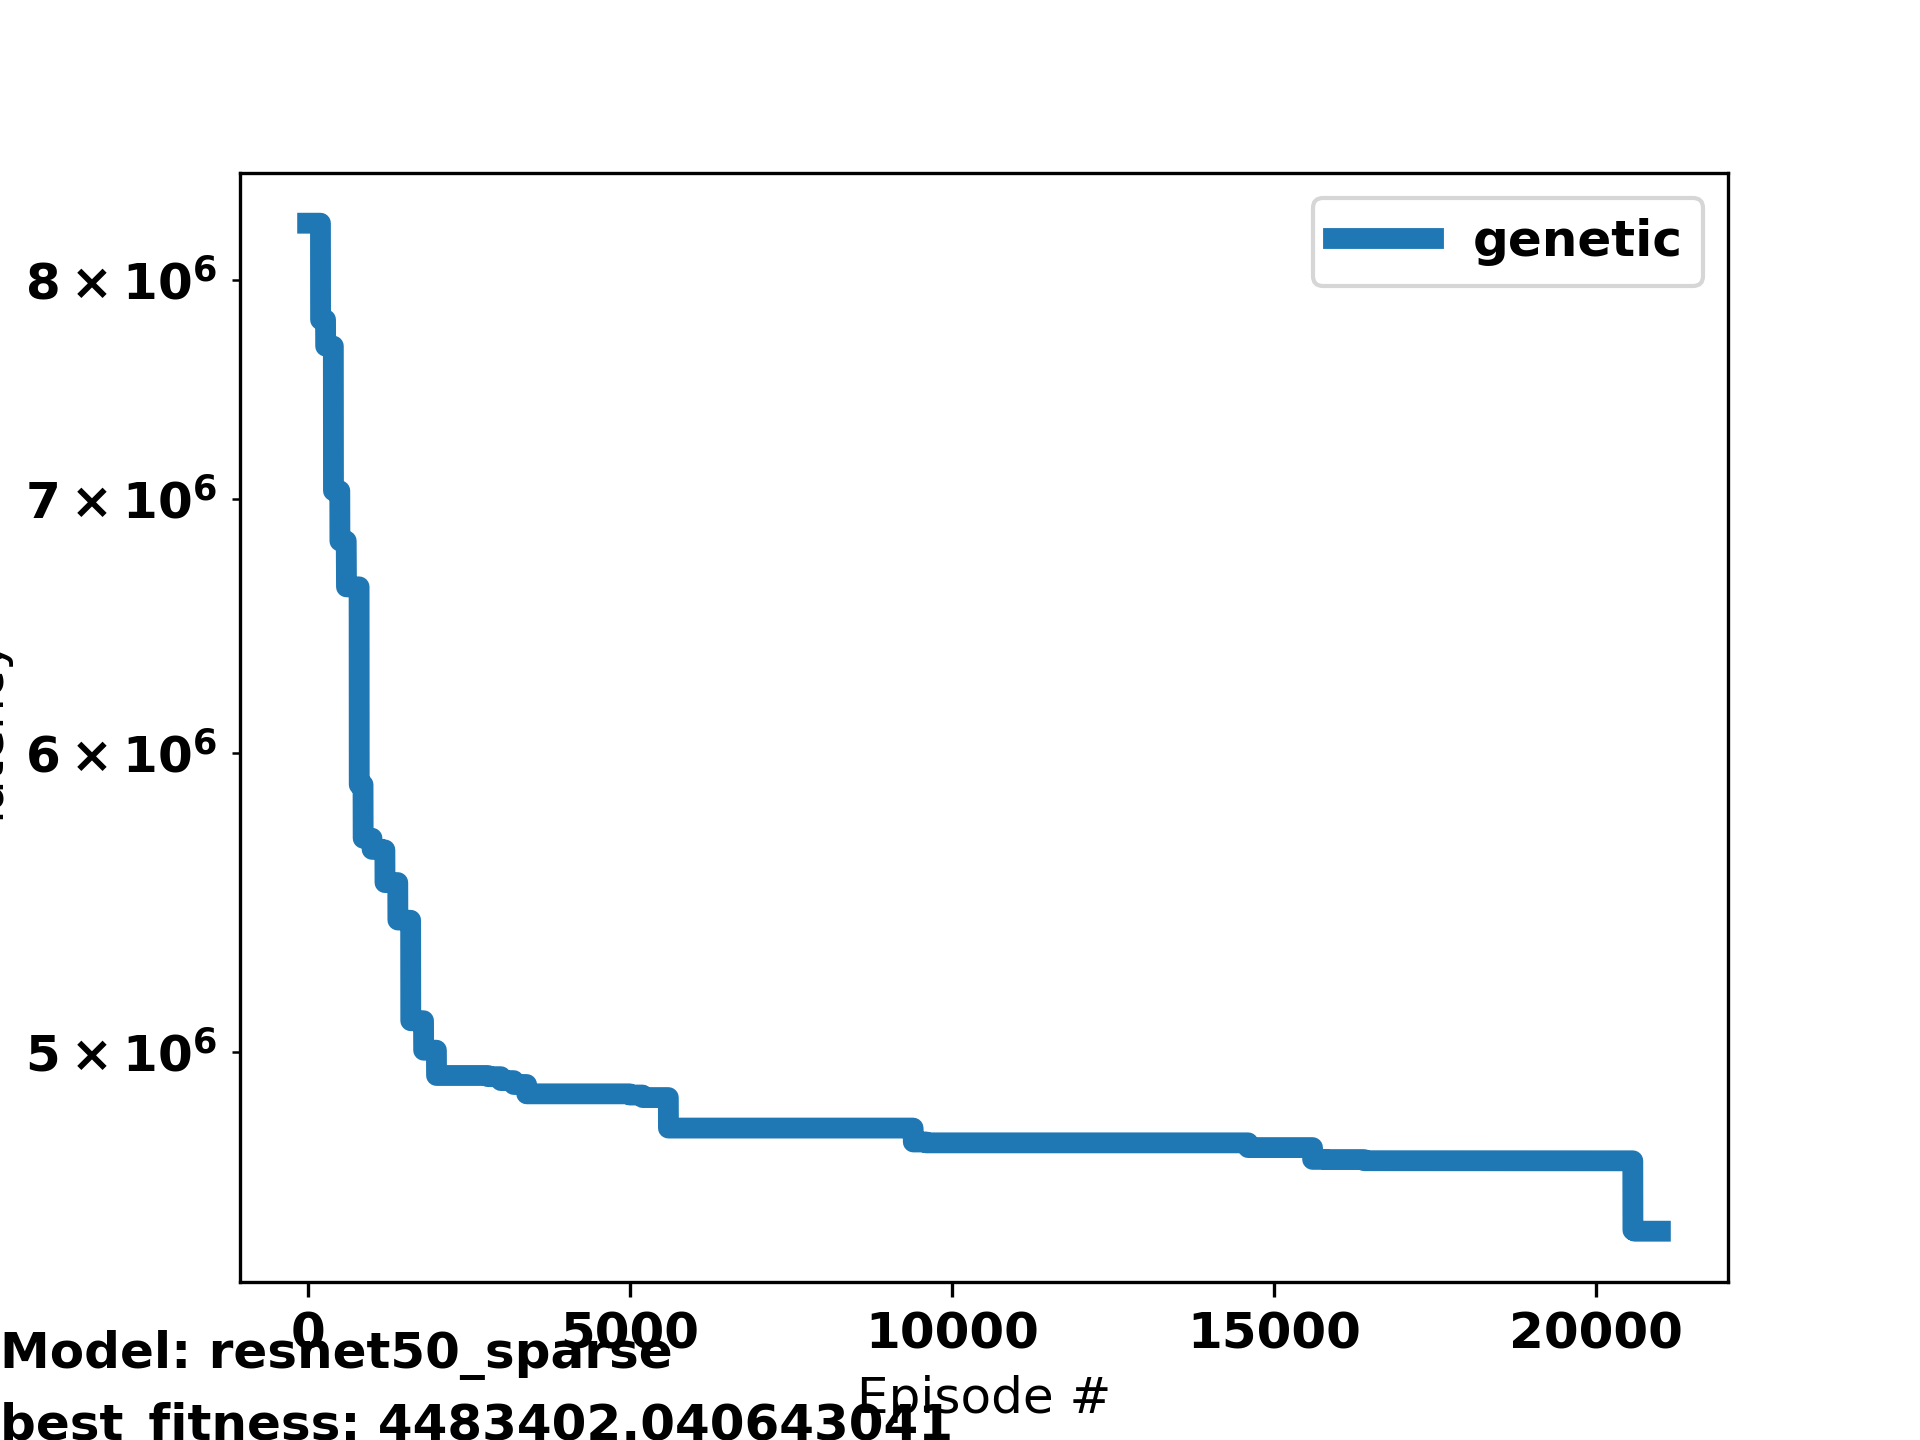 genetic
8 × 10⁶
7 × 10⁶
6 × 10⁶
5 × 10⁶
0 5000 10000 15000 20000
Model: resnet50_sparse
Episode #
best_fitness: 4483402.040643041